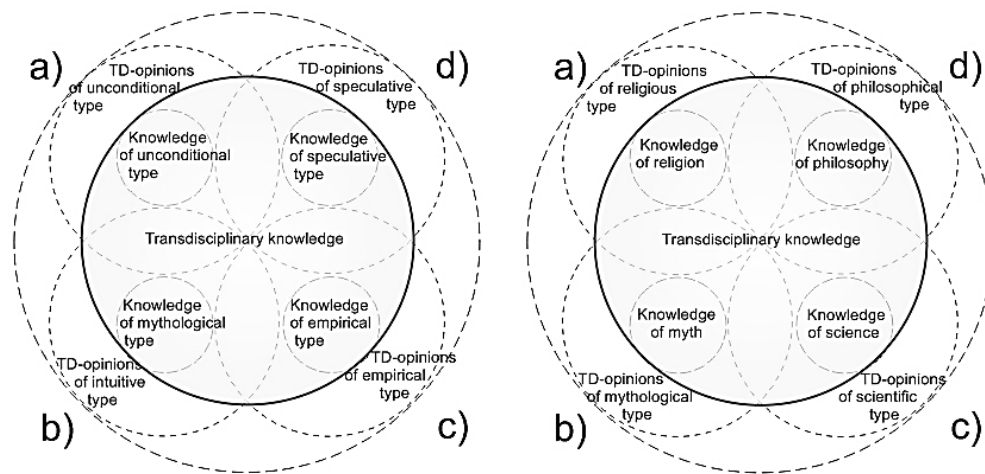 a)
TD-opinions
of unconditional
type
d)
TD-opinions
of speculative
type
Knowledge
of unconditional
type
Knowledge
of speculative
type
Transdisciplinary knowledge
Knowledge
of mythological
type
Knowledge
of empirical
type
TD-opinions
of intuitive
type
TD-opinions
of empirical
type
b)
c)
a)
TD-opinions
of religious
type
d)
TD-opinions
of philosophical
type
Knowledge
of religion
Knowledge
of philosophy
Transdisciplinary knowledge
Knowledge
of myth
Knowledge
of science
TD-opinions
of mythological
type
TD-opinions
of scientific
type
b)
c)